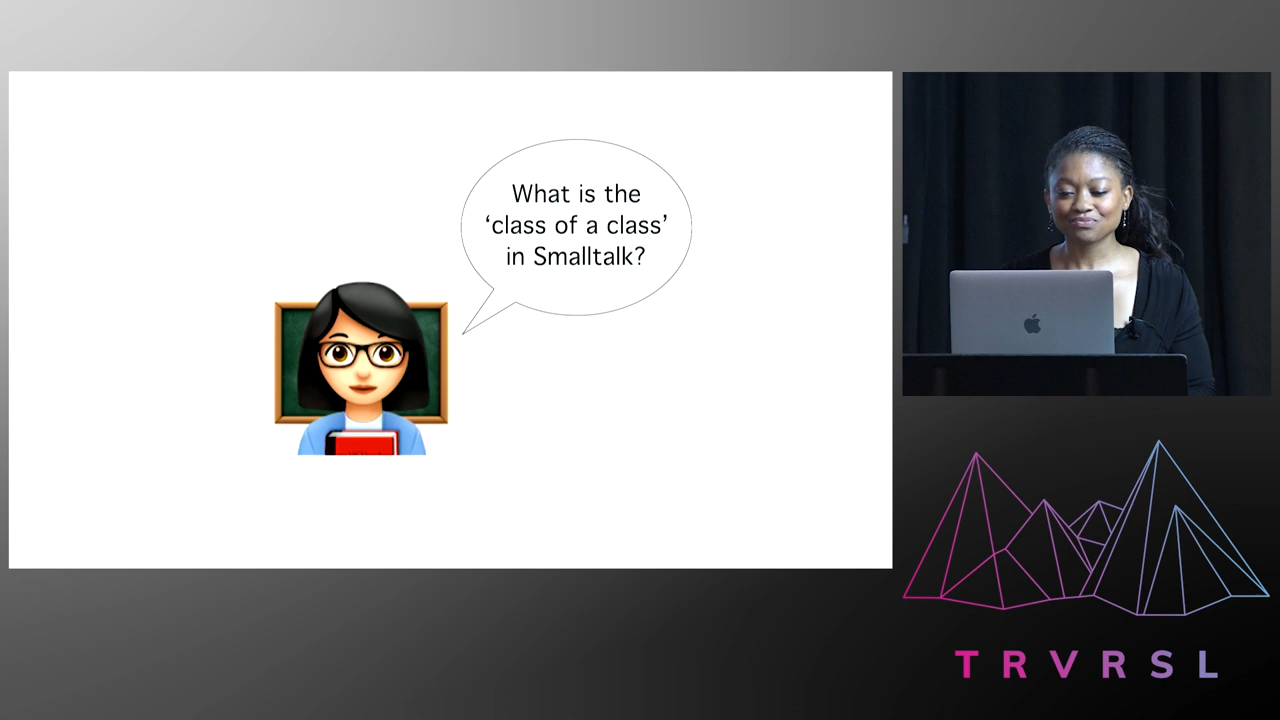 What is the
‘class of a class’
in Smalltalk?
TRVRSL